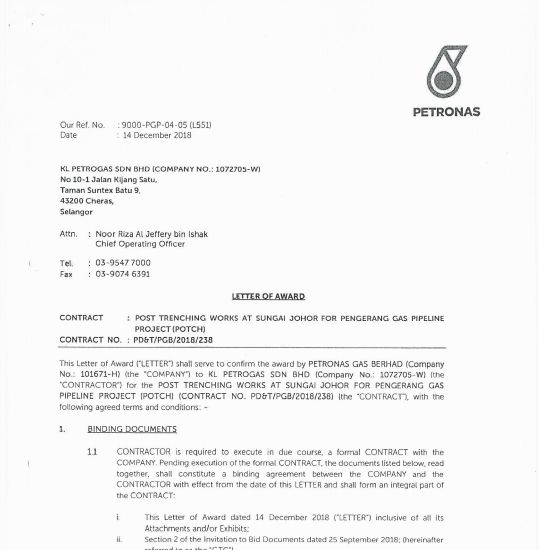 PETRONAS
Our Ref. No. : 9000-PGP-04-05 (L551)
Date : 14 December 2018
KL PETROGAS SDN BHD (COMPANY NO.: 1072705-W)
No 10-1 Jalan Kijang Satu,
Taman Suntex Batu 9,
43200 Cheras,
Selangor
Attn. : Noor Riza Al Jeffery bin Ishak
Chief Operating Officer
Tel. : 03-9547 7000
Fax : 03-9074 6391
LETTER OF AWARD
CONTRACT : POST TRENCHING WORKS AT SUNGAI JOHOR FOR PENGERANG GAS PIPELINE
PROJECT (POTCH)
CONTRACT NO. : PD&T/PGB/2018/238
This Letter of Award ("LETTER") shall serve to confirm the award by PETRONAS GAS BERHAD (Company
No.: 101671-H) (the "COMPANY") to KL PETROGAS SDN BHD (Company No.: 1072705-W) (the
"CONTRACTOR") for the POST TRENCHING WORKS AT SUNGAI JOHOR FOR PENGERANG GAS
PIPELINE PROJECT (POTCH) (CONTRACT NO. PD&T/PGB/2018/238) (the "CONTRACT"), with
the following agreed terms and conditions: -
1. BINDING DOCUMENTS
1.1 CONTRACTOR is required to execute in due course, a formal CONTRACT with the
COMPANY. Pending execution of the formal CONTRACT, the documents listed below, read
together, shall constitute a binding agreement between the COMPANY and the
CONTRACTOR with effect from the date of this LETTER and shall form an integral part of
the CONTRACT:
i. This Letter of Award dated 14 December 2018 ("LETTER") inclusive of all its
Attachments and/or Exhibits;
ii. Section 2 of the Invitation to Bid Documents dated 25 September 2018; (hereinafter
referred to as the "GTC")